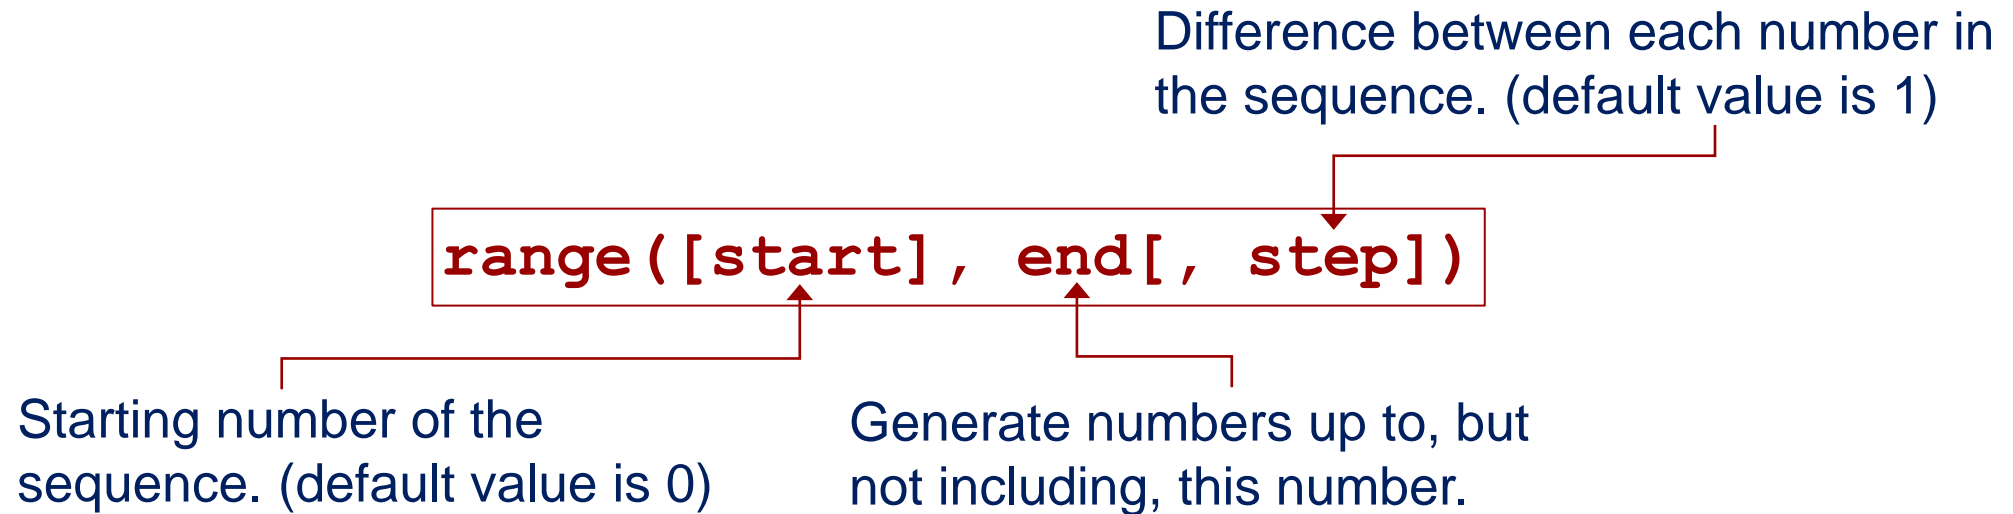 Difference between each number in
the sequence. (default value is 1)
range([start], end[, step])
Starting number of the
sequence. (default value is 0)
Generate numbers up to, but
not including, this number.